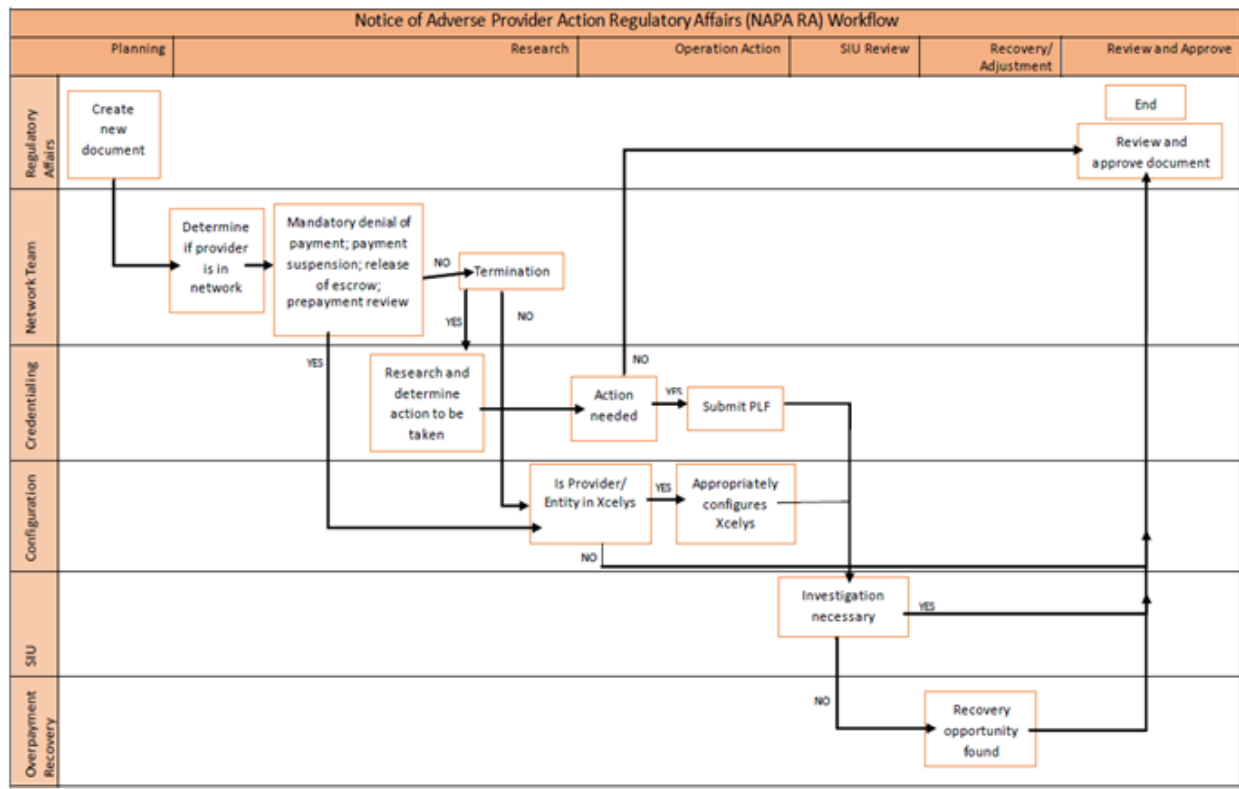 Notice of Adverse Provider Action Regulatory Affairs (NAPA RA) Workflow
Planning
Research
Operation Action
SIU Review
Recovery/
Adjustment
Review and Approve
Regulatory
Affairs
Create
new
document
End
Review and
approve document
Network Team
Determine
if provider
is in
network
Mandatory denial of
payment; payment
suspension; release
of escrow;
prepayment review
NO
Termination
YES
NO
YES
Credentialing
Research and
determine
action to be
taken
NO
Action
needed
YES
Submit PLF
Configuration
Is Provider/
Entity in Xcelys
YES
Appropriately
configures
Xcelys
NO
SIU
Investigation
necessary
YES
NO
Overpayment
Recovery
Recovery
opportunity
found